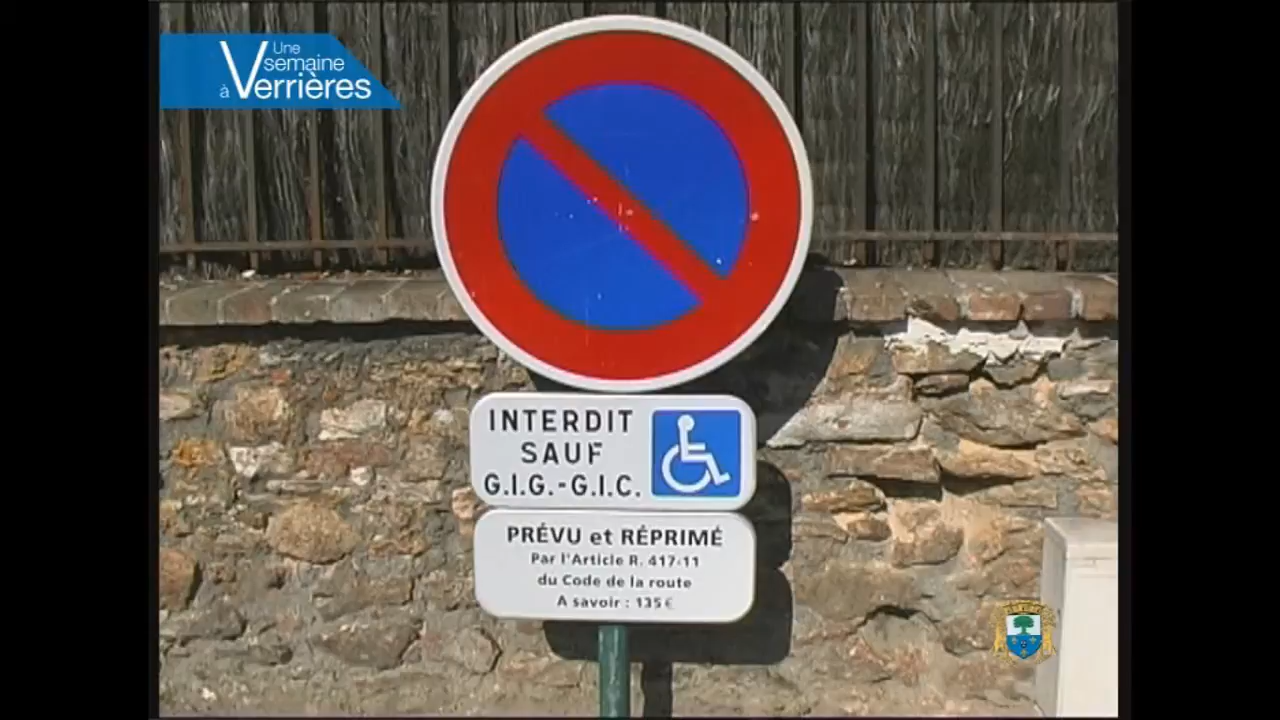 Une
semaine
à Verrières
INTERDIT
SAUF
G.I.G.-G.I.C.
PRÉVU et RÉPRIMÉ
Par l'Article R. 417-11
du Code de la route
A savoir : 135€